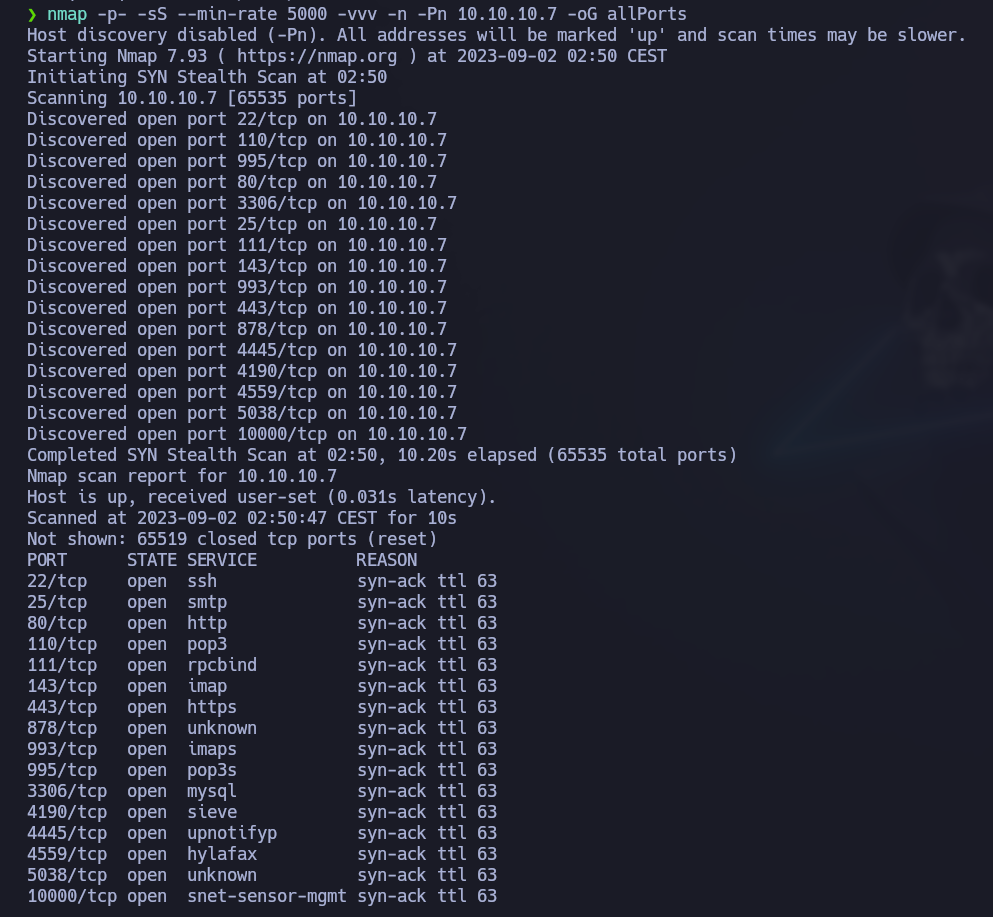 ❯ nmap -p- -sS --min-rate 5000 -vvv -n -Pn 10.10.10.7 -oG allPorts
Host discovery disabled (-Pn). All addresses will be marked 'up' and scan times may be slower.
Starting Nmap 7.93 ( https://nmap.org ) at 2023-09-02 02:50 CEST
Initiating SYN Stealth Scan at 02:50
Scanning 10.10.10.7 [65535 ports]
Discovered open port 22/tcp on 10.10.10.7
Discovered open port 110/tcp on 10.10.10.7
Discovered open port 995/tcp on 10.10.10.7
Discovered open port 80/tcp on 10.10.10.7
Discovered open port 3306/tcp on 10.10.10.7
Discovered open port 25/tcp on 10.10.10.7
Discovered open port 111/tcp on 10.10.10.7
Discovered open port 143/tcp on 10.10.10.7
Discovered open port 993/tcp on 10.10.10.7
Discovered open port 443/tcp on 10.10.10.7
Discovered open port 878/tcp on 10.10.10.7
Discovered open port 4445/tcp on 10.10.10.7
Discovered open port 4190/tcp on 10.10.10.7
Discovered open port 4559/tcp on 10.10.10.7
Discovered open port 5038/tcp on 10.10.10.7
Discovered open port 10000/tcp on 10.10.10.7
Completed SYN Stealth Scan at 02:50, 10.20s elapsed (65535 total ports)
Nmap scan report for 10.10.10.7
Host is up, received user-set (0.031s latency).
Scanned at 2023-09-02 02:50:47 CEST for 10s
Not shown: 65519 closed tcp ports (reset)
PORT      STATE SERVICE          REASON
22/tcp    open  ssh              syn-ack ttl 63
25/tcp    open  smtp             syn-ack ttl 63
80/tcp    open  http             syn-ack ttl 63
110/tcp   open  pop3             syn-ack ttl 63
111/tcp   open  rpcbind          syn-ack ttl 63
143/tcp   open  imap             syn-ack ttl 63
443/tcp   open  https            syn-ack ttl 63
878/tcp   open  unknown          syn-ack ttl 63
993/tcp   open  imaps            syn-ack ttl 63
995/tcp   open  pop3s            syn-ack ttl 63
3306/tcp  open  mysql            syn-ack ttl 63
4190/tcp  open  sieve            syn-ack ttl 63
4445/tcp  open  upnotifyp        syn-ack ttl 63
4559/tcp  open  hylafax          syn-ack ttl 63
5038/tcp  open  unknown          syn-ack ttl 63
10000/tcp open  snet-sensor-mgmt syn-ack ttl 63